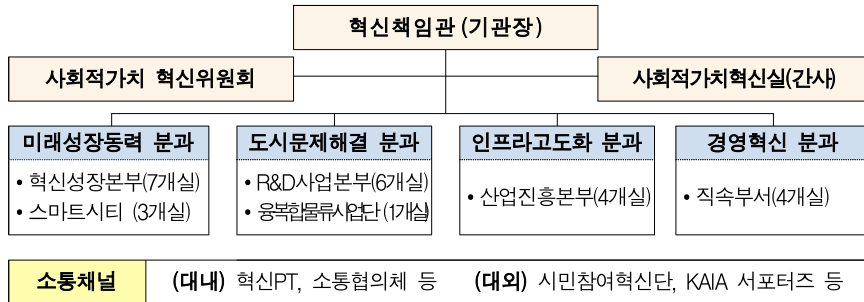 혁신책임관 (기관장)
사회적가치 혁신위원회
사회적가치혁신실(간사)
미래성장동력 분과
• 혁신성장본부(7개실)
• 스마트시티 (3개실)
도시문제해결 분과
• R&D사업본부(6개실)
• 융복합물류사업단 (1개실)
인프라고도화 분과
• 산업진흥본부(4개실)
경영혁신 분과
• 직속부서(4개실)
소통채널 (대내) 혁신PT, 소통협의체 등 (대외) 시민참여혁신단, KAIA 서포터즈 등